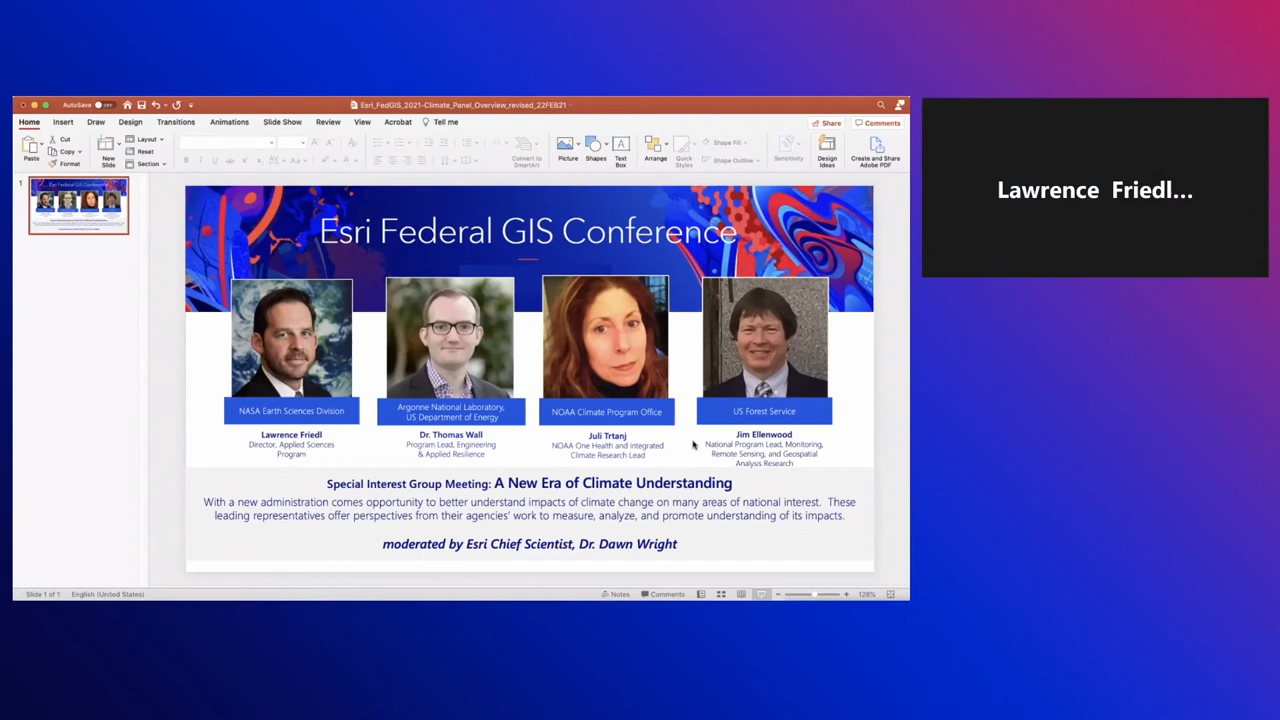 AutoSave OFF
Esri_FedGIS_2021-Climate_Panel_Overview_revised_22FEB21
Home Insert Draw Design Transitions Animations Slide Show Review View Acrobat Tell me
Share Comments
Paste
Cut
Copy
Format
New Slide
Layout
Reset
Section
Convert to SmartArt
Picture
Shapes
Text Box
Arrange
Quick Styles
Shape Fill
Shape Outline
Sensitivity
Design Ideas
Create and Share Adobe PDF
1
Esri Federal GIS Conference
NASA Earth Sciences Division
Lawrence Friedl
Director, Applied Sciences
Program
Argonne National Laboratory,
US Department of Energy
Dr. Thomas Wall
Program Lead, Engineering
& Applied Resilience
NOAA Climate Program Office
Juli Trtanj
NOAA One Health and integrated
Climate Research Lead
US Forest Service
Jim Ellenwood
National Program Lead, Monitoring,
Remote Sensing, and Geospatial
Analysis Research
Special Interest Group Meeting: A New Era of Climate Understanding
With a new administration comes opportunity to better understand impacts of climate change on many areas of national interest. These
leading representatives offer perspectives from their agencies' work to measure, analyze, and promote understanding of its impacts.
moderated by Esri Chief Scientist, Dr. Dawn Wright
Slide 1 of 1 English (United States)
Notes Comments 128%
Lawrence Friedl...